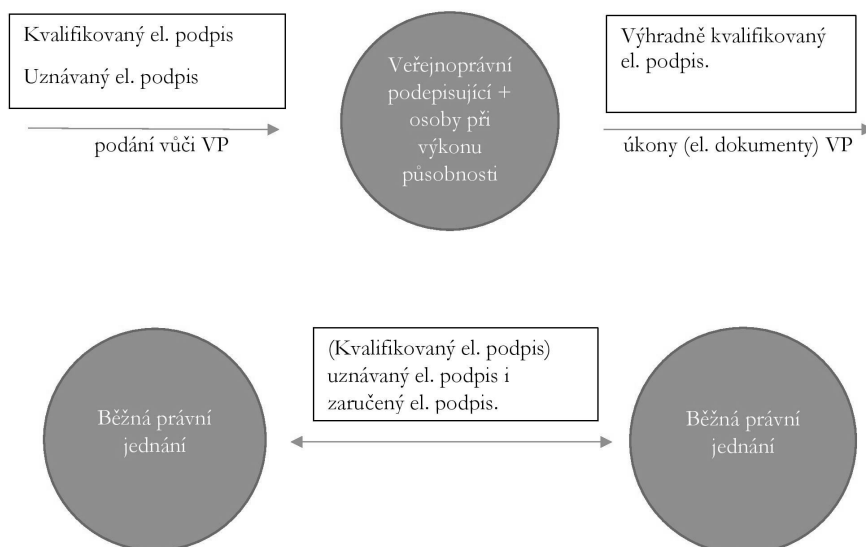 Kvalifikovaný el. podpis
Uznávaný el. podpis
podání vůči VP
Veřejnoprávní
podepisující +
osoby při
výkonu
působnosti
Výhradně kvalifikovaný
el. podpis.
úkony (el. dokumenty) VP
Běžná právní
jednání
(Kvalifikovaný el. podpis)
uznávaný el. podpis i
zaručený el. podpis.
Běžná právní
jednání